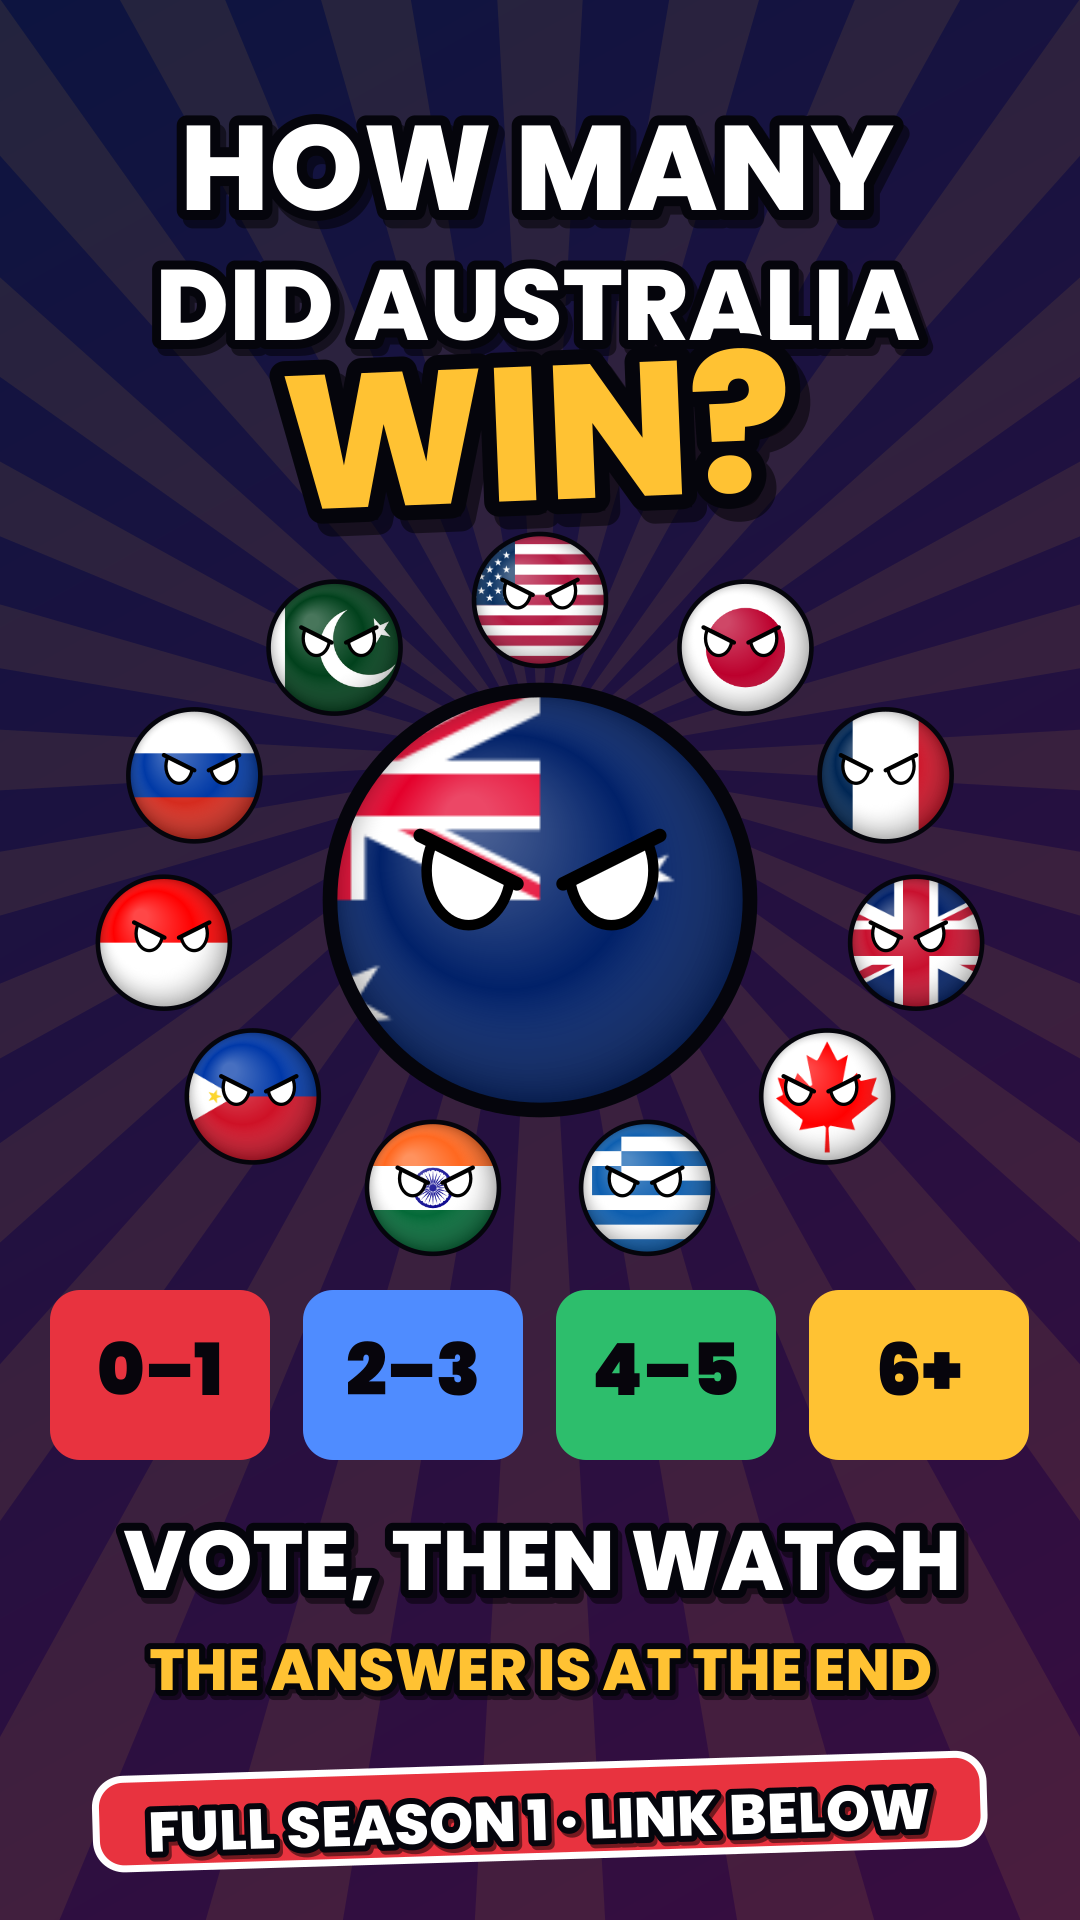 HOW MANY
DID AUSTRALIA
WIN?
0–1
2–3
4–5
6+
VOTE, THEN WATCH
THE ANSWER IS AT THE END
FULL SEASON 1 · LINK BELOW